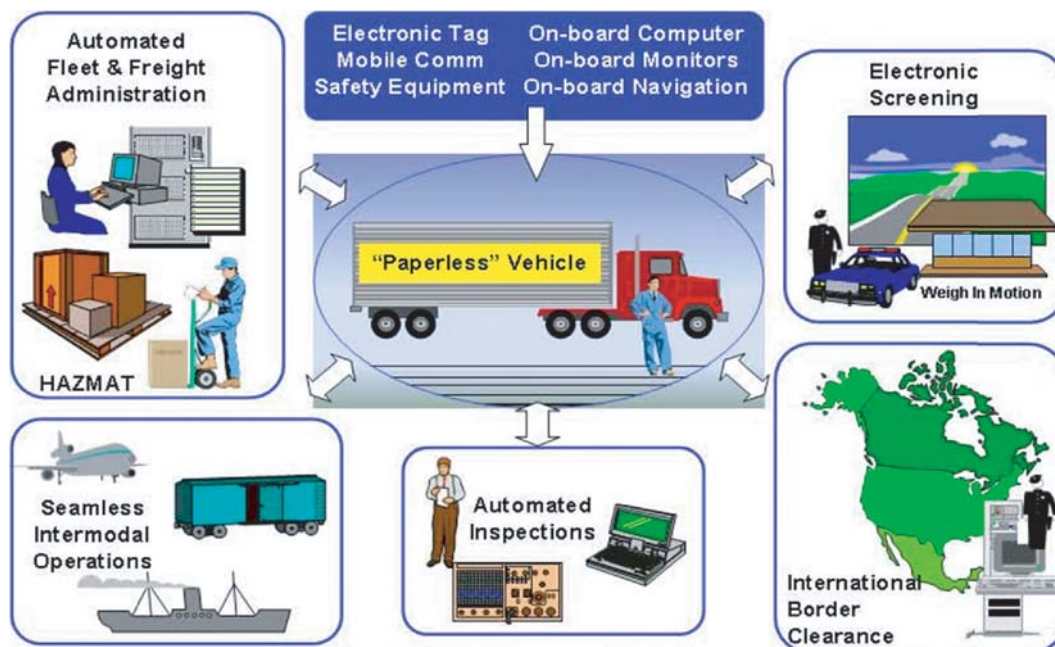 Automated
Fleet & Freight
Administration
HAZMAT
Electronic Tag
Mobile Comm
Safety Equipment
On-board Computer
On-board Monitors
On-board Navigation
Electronic
Screening
Weigh In Motion
"Paperless" Vehicle
Seamless
Intermodal
Operations
Automated
Inspections
International
Border
Clearance